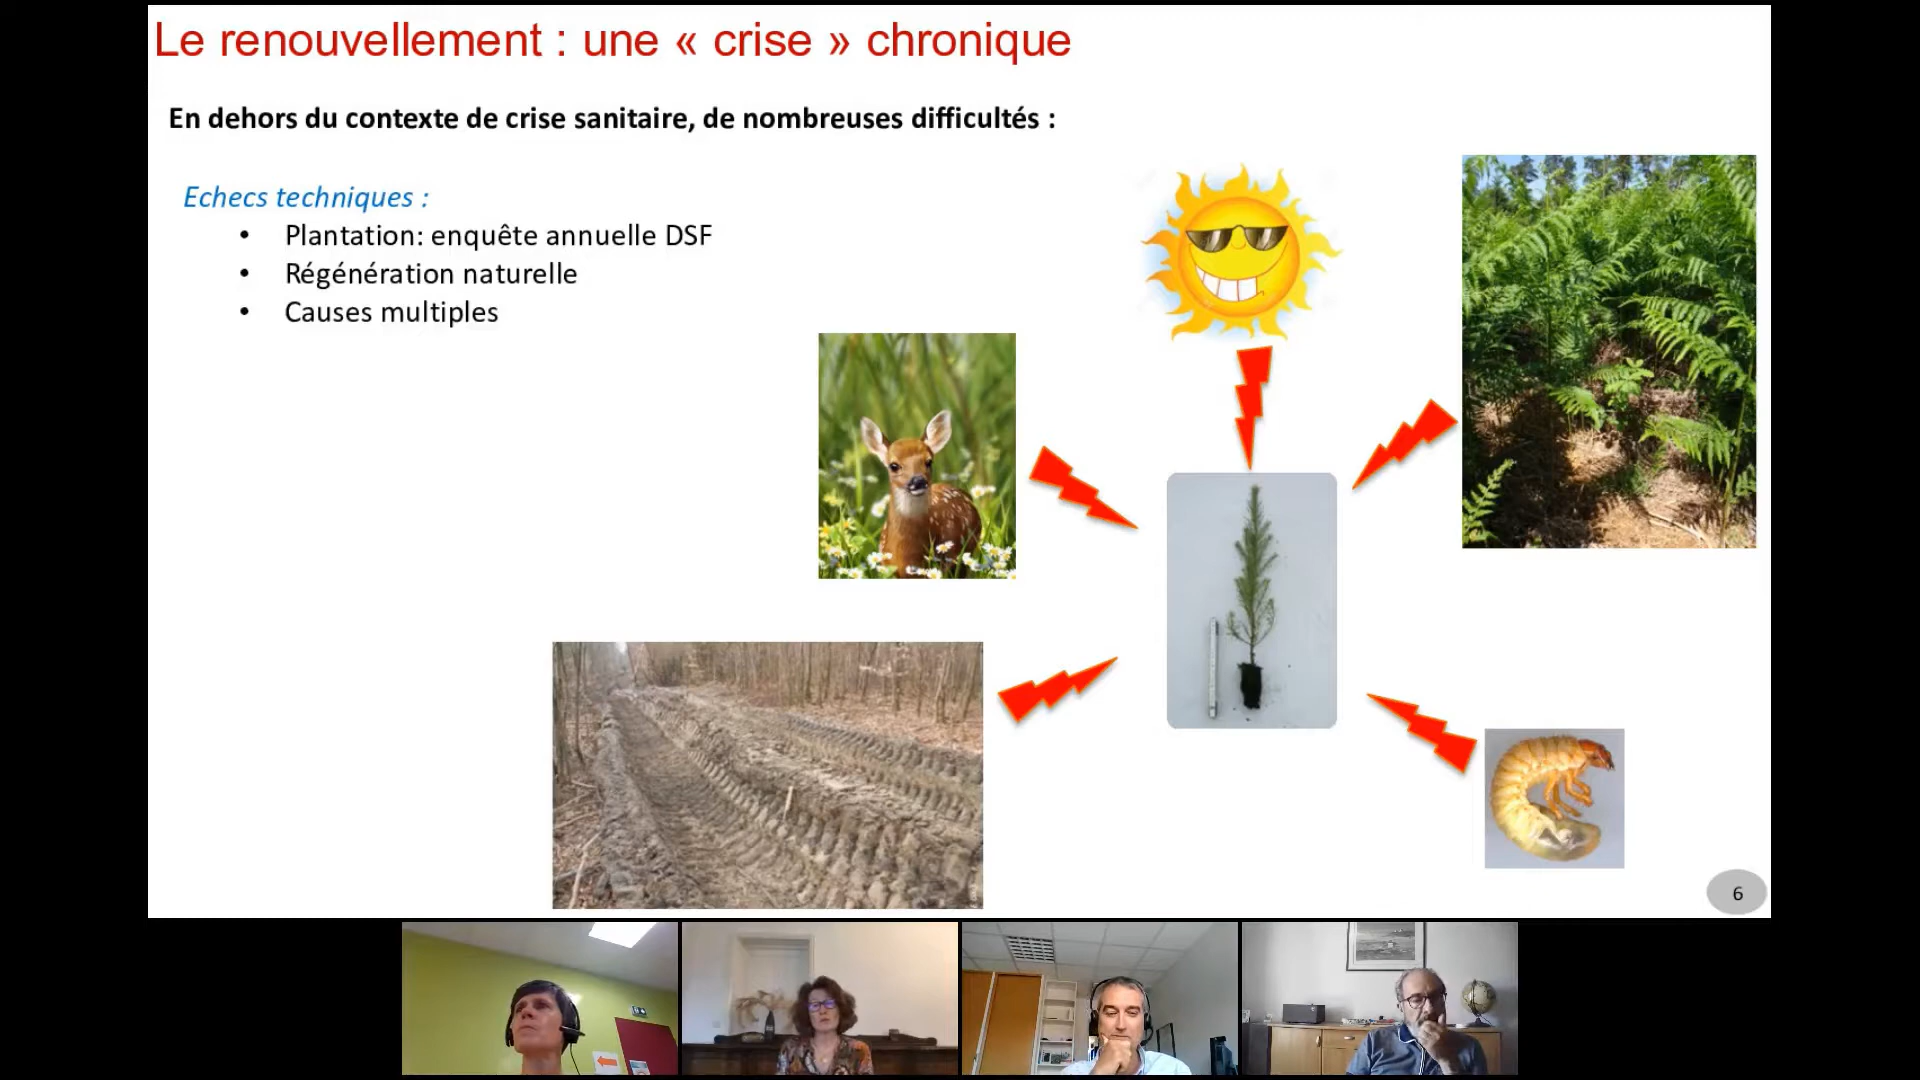 Le renouvellement : une « crise » chronique
En dehors du contexte de crise sanitaire, de nombreuses difficultés :
Echecs techniques :
• Plantation: enquête annuelle DSF
• Régénération naturelle
• Causes multiples
6